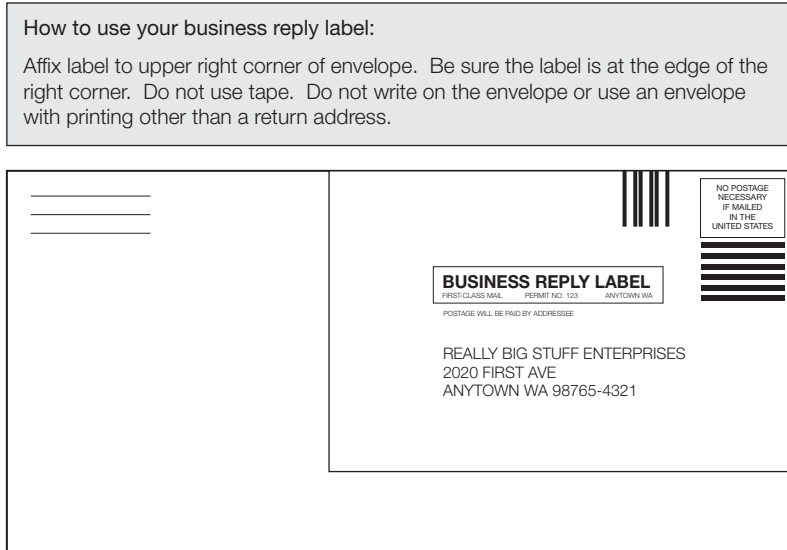 How to use your business reply label:
Affix label to upper right corner of envelope. Be sure the label is at the edge of the
right corner. Do not use tape. Do not write on the envelope or use an envelope
with printing other than a return address.
NO POSTAGE
NECESSARY
IF MAILED
IN THE
UNITED STATES
BUSINESS REPLY LABEL
FIRST-CLASS MAIL PERMIT NO. 123 ANYTOWN WA
POSTAGE WILL BE PAID BY ADDRESSEE
REALLY BIG STUFF ENTERPRISES
2020 FIRST AVE
ANYTOWN WA 98765-4321